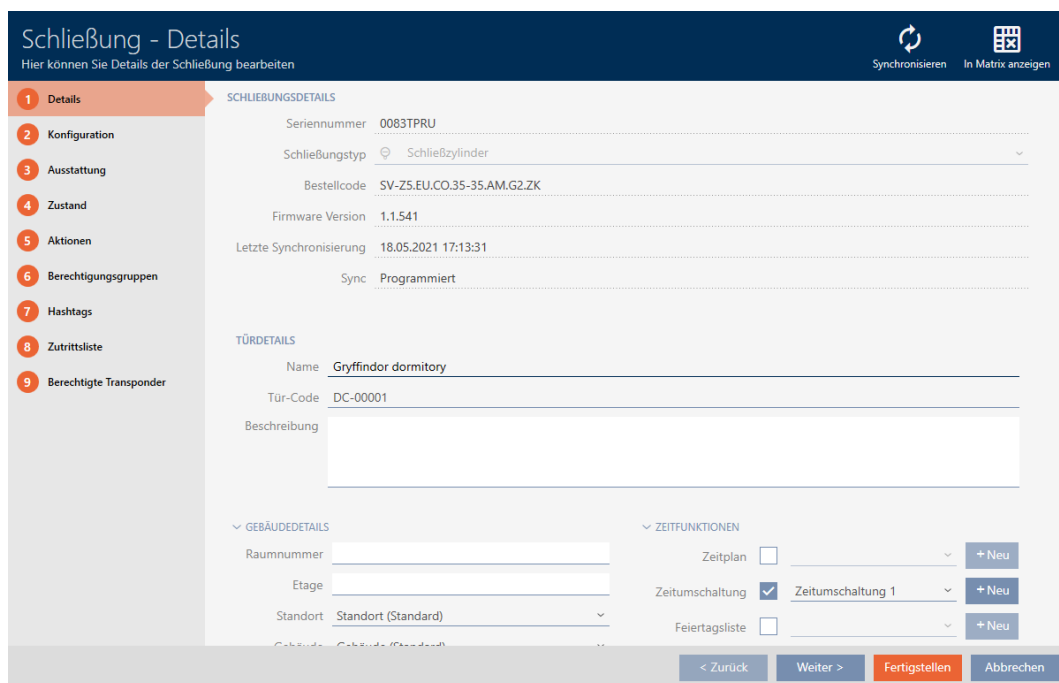 Schließung - Details
Hier können Sie Details der Schließung bearbeiten
Synchronisieren
In Matrix anzeigen
1 Details
2 Konfiguration
3 Ausstattung
4 Zustand
5 Aktionen
6 Berechtigungsgruppen
7 Hashtags
8 Zutrittsliste
9 Berechtigte Transponder
SCHLIEßUNGSDETAILS
Seriennummer 0083TPRU
Schließungstyp Schließzylinder
Bestellcode SV-Z5.EU.CO.35-35.AM.G2.ZK
Firmware Version 1.1.541
Letzte Synchronisierung 18.05.2021 17:13:31
Sync Programmiert
TÜRDETAILS
Name Gryffindor dormitory
Tür-Code DC-00001
Beschreibung
GEBÄUDEDETAILS
Raumnummer
Etage
Standort Standort (Standard)
Gebäude Gebäude (Standard)
ZEITFUNKTIONEN
Zeitplan + Neu
Zeitumschaltung Zeitumschaltung 1 + Neu
Feiertagsliste + Neu
< Zurück
Weiter >
Fertigstellen
Abbrechen